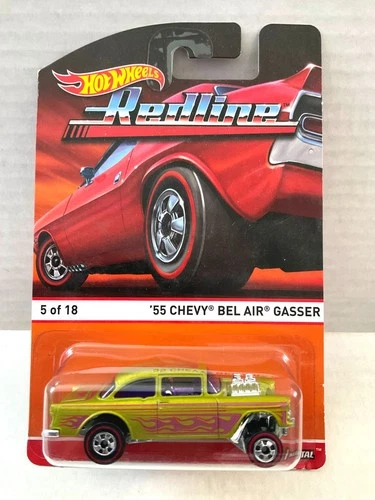 Hot Wheels
Redline
5 of 18
'55 CHEVY® BEL AIR® GASSER